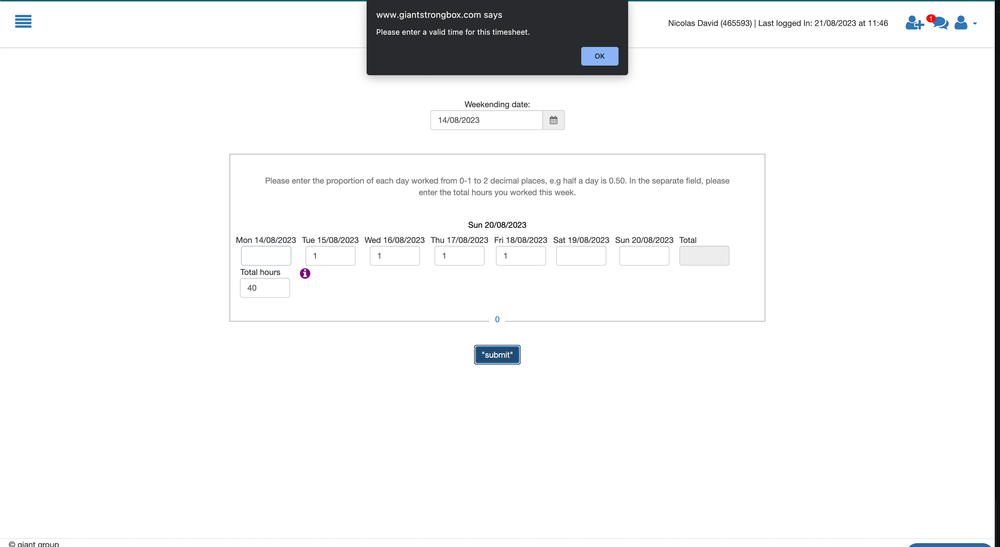 www.giantstrongbox.com says
Please enter a valid time for this timesheet.
OK
Nicolas David (465593) | Last logged In: 21/08/2023 at 11:46
1
Weekending date:
14/08/2023
Please enter the proportion of each day worked from 0-1 to 2 decimal places, e.g half a day is 0.50. In the separate field, please
enter the total hours you worked this week.
Sun 20/08/2023
Mon 14/08/2023 Tue 15/08/2023 Wed 16/08/2023 Thu 17/08/2023 Fri 18/08/2023 Sat 19/08/2023 Sun 20/08/2023 Total
1 1 1 1
Total hours
40
0
"submit"
© giant group